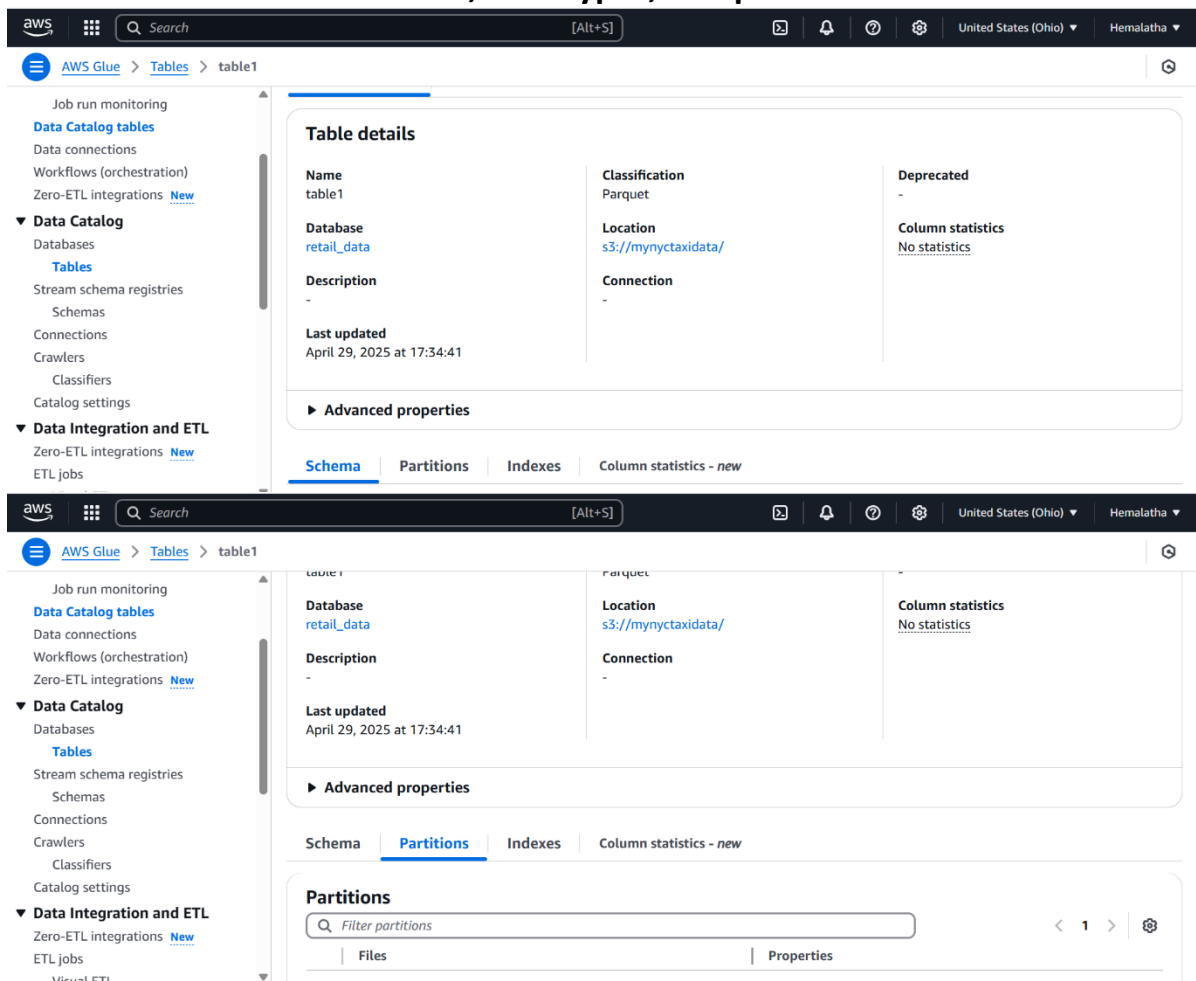 aws
Search [Alt+S] United States (Ohio) ▼ Hemalatha ▼
AWS Glue > Tables > table1
Job run monitoring
Data Catalog tables
Data connections
Workflows (orchestration)
Zero-ETL integrations New
Data Catalog
Databases
Tables
Stream schema registries
Schemas
Connections
Crawlers
Classifiers
Catalog settings
Data Integration and ETL
Zero-ETL integrations New
ETL jobs
Table details
Name
table1
Database
retail_data
Description
-
Last updated
April 29, 2025 at 17:34:41
Classification
Parquet
Location
s3://mynyctaxidata/
Connection
-
Deprecated
-
Column statistics
No statistics
Advanced properties
Schema Partitions Indexes Column statistics - new
aws
Search [Alt+S] United States (Ohio) ▼ Hemalatha ▼
AWS Glue > Tables > table1
Job run monitoring
Data Catalog tables
Data connections
Workflows (orchestration)
Zero-ETL integrations New
Data Catalog
Databases
Tables
Stream schema registries
Schemas
Connections
Crawlers
Classifiers
Catalog settings
Data Integration and ETL
Zero-ETL integrations New
ETL jobs
Visual ETL
table1
Database
retail_data
Description
-
Last updated
April 29, 2025 at 17:34:41
Parquet
Location
s3://mynyctaxidata/
Connection
-
-
Column statistics
No statistics
Advanced properties
Schema Partitions Indexes Column statistics - new
Partitions
Filter partitions
< 1 >
Files Properties